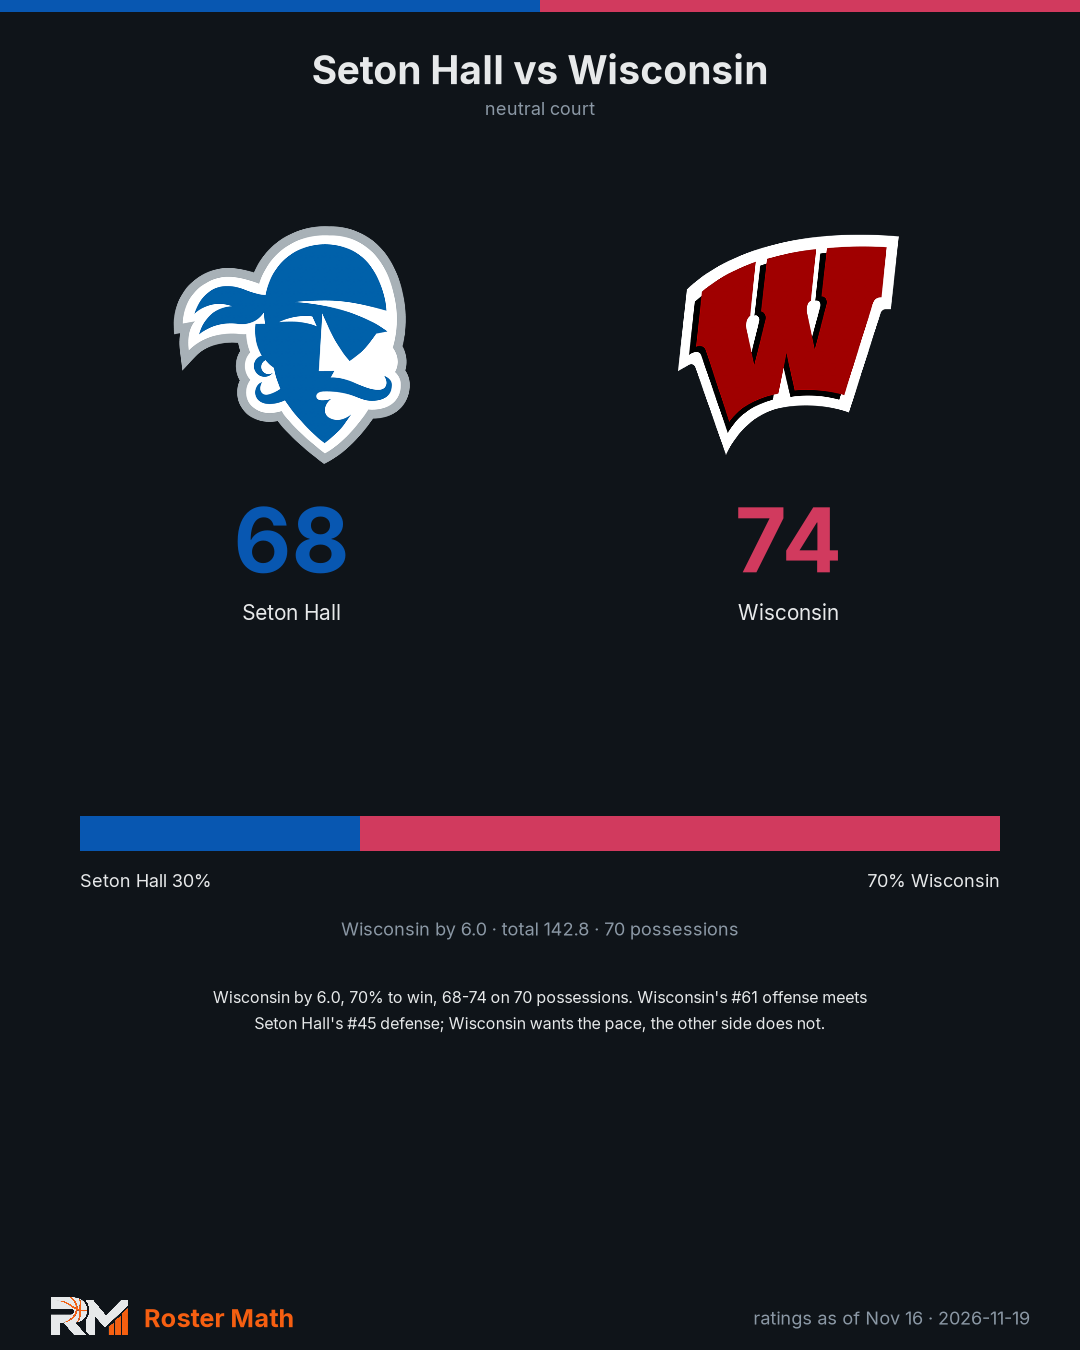 Seton Hall vs Wisconsin
neutral court
W
68
74
Seton Hall
Wisconsin
Seton Hall 30%
70% Wisconsin
Wisconsin by 6.0 · total 142.8 · 70 possessions
Wisconsin by 6.0, 70% to win, 68-74 on 70 possessions. Wisconsin's #61 offense meets
Seton Hall's #45 defense; Wisconsin wants the pace, the other side does not.
RM Roster Math
ratings as of Nov 16 · 2026-11-19